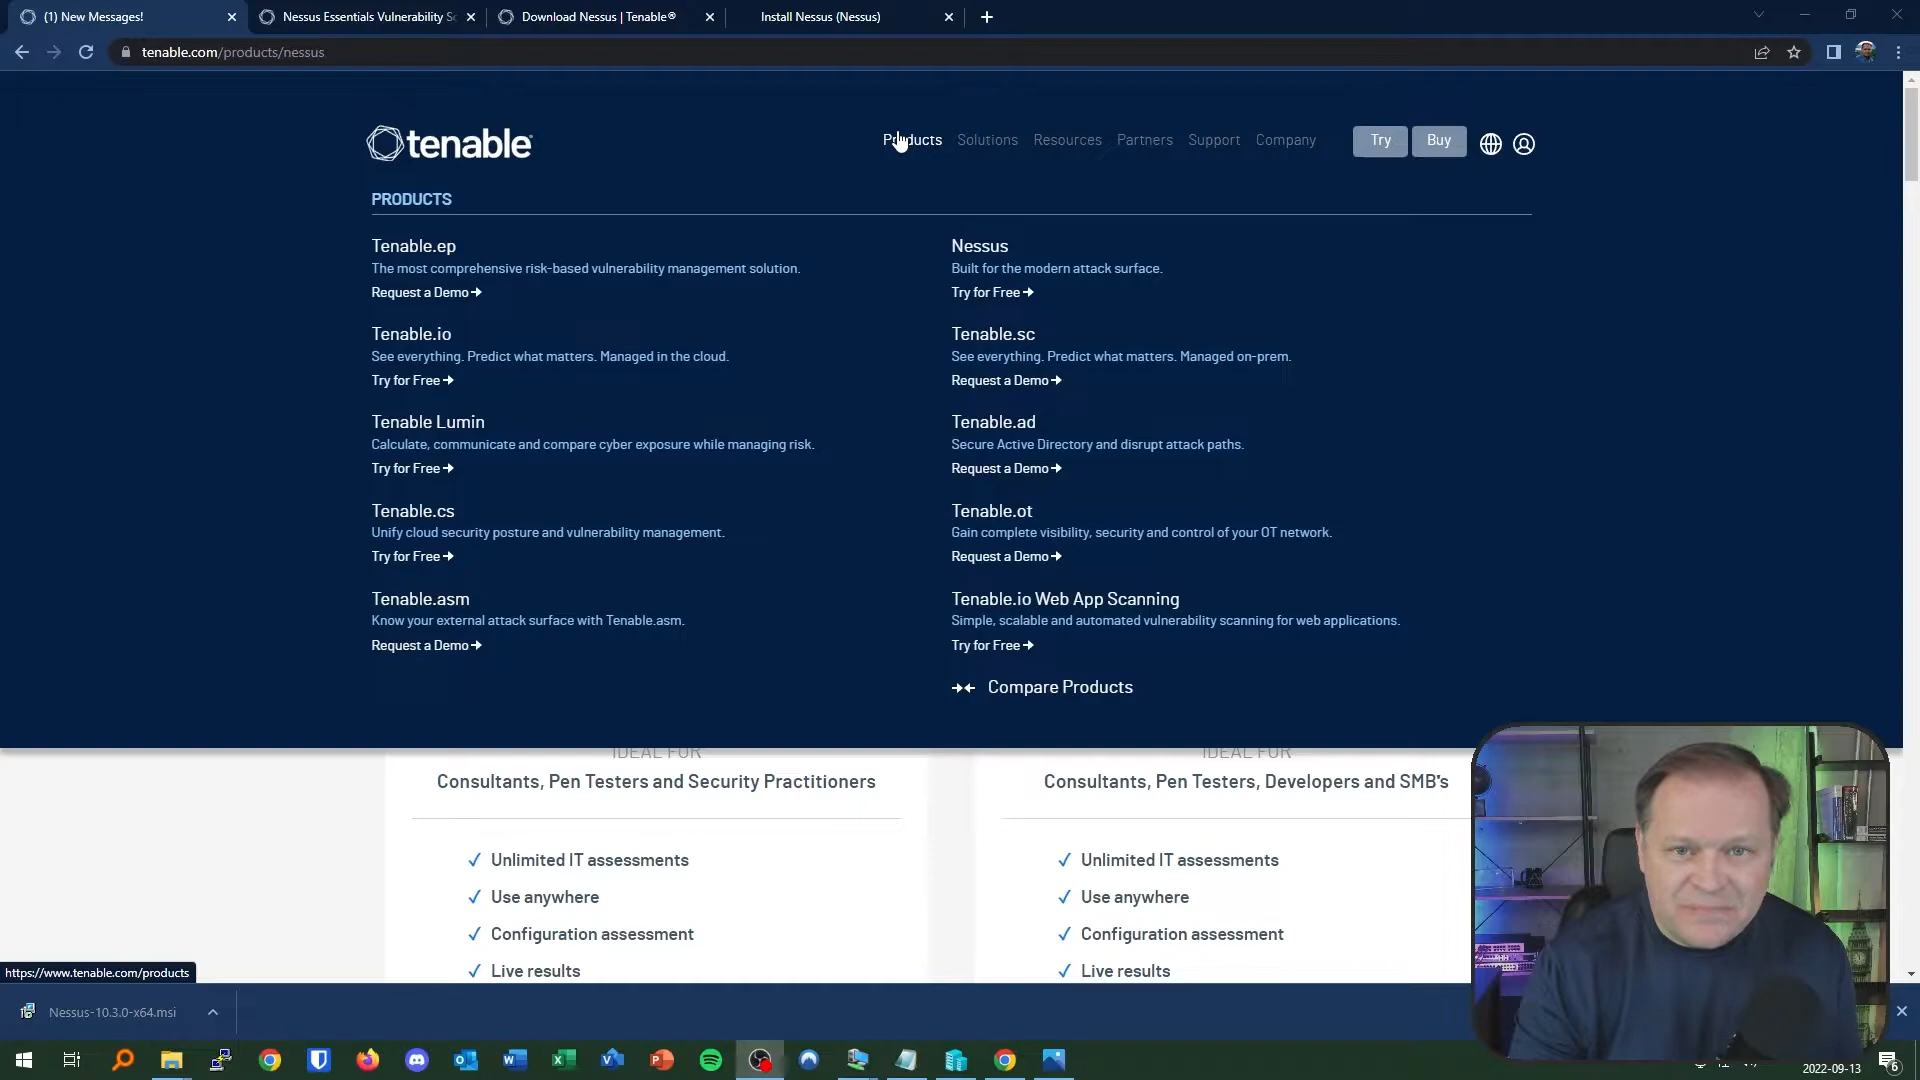 (1) New Messages!
Nessus Essentials Vulnerability Sc
Download Nessus | Tenable®
Install Nessus (Nessus)
tenable.com/products/nessus
tenable
Products
Solutions
Resources
Partners
Support
Company
Try
Buy
PRODUCTS
Tenable.ep
The most comprehensive risk-based vulnerability management solution.
Request a Demo
Tenable.io
See everything. Predict what matters. Managed in the cloud.
Try for Free
Tenable Lumin
Calculate, communicate and compare cyber exposure while managing risk.
Try for Free
Tenable.cs
Unify cloud security posture and vulnerability management.
Try for Free
Tenable.asm
Know your external attack surface with Tenable.asm.
Request a Demo
Nessus
Built for the modern attack surface.
Try for Free
Tenable.sc
See everything. Predict what matters. Managed on-prem.
Request a Demo
Tenable.ad
Secure Active Directory and disrupt attack paths.
Request a Demo
Tenable.ot
Gain complete visibility, security and control of your OT network.
Request a Demo
Tenable.io Web App Scanning
Simple, scalable and automated vulnerability scanning for web applications.
Try for Free
Compare Products
IDEAL FOR
Consultants, Pen Testers and Security Practitioners
✓ Unlimited IT assessments
✓ Use anywhere
✓ Configuration assessment
✓ Live results
IDEAL FOR
Consultants, Pen Testers, Developers and SMB's
✓ Unlimited IT assessments
✓ Use anywhere
✓ Configuration assessment
✓ Live results
https://www.tenable.com/products
Nessus-10.3.0-x64.msi
2022-09-13
6